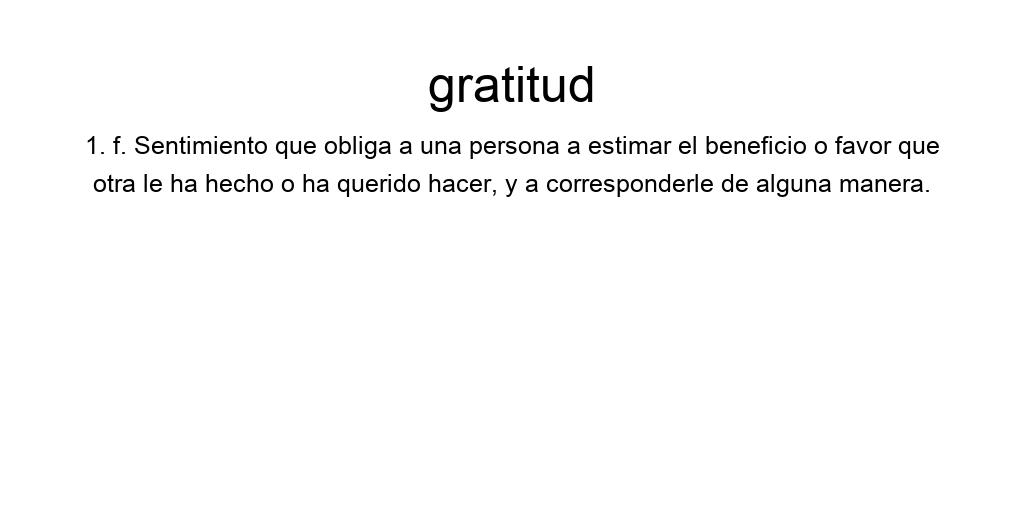 gratitud
1. f. Sentimiento que obliga a una persona a estimar el beneficio o favor que
otra le ha hecho o ha querido hacer, y a corresponderle de alguna manera.